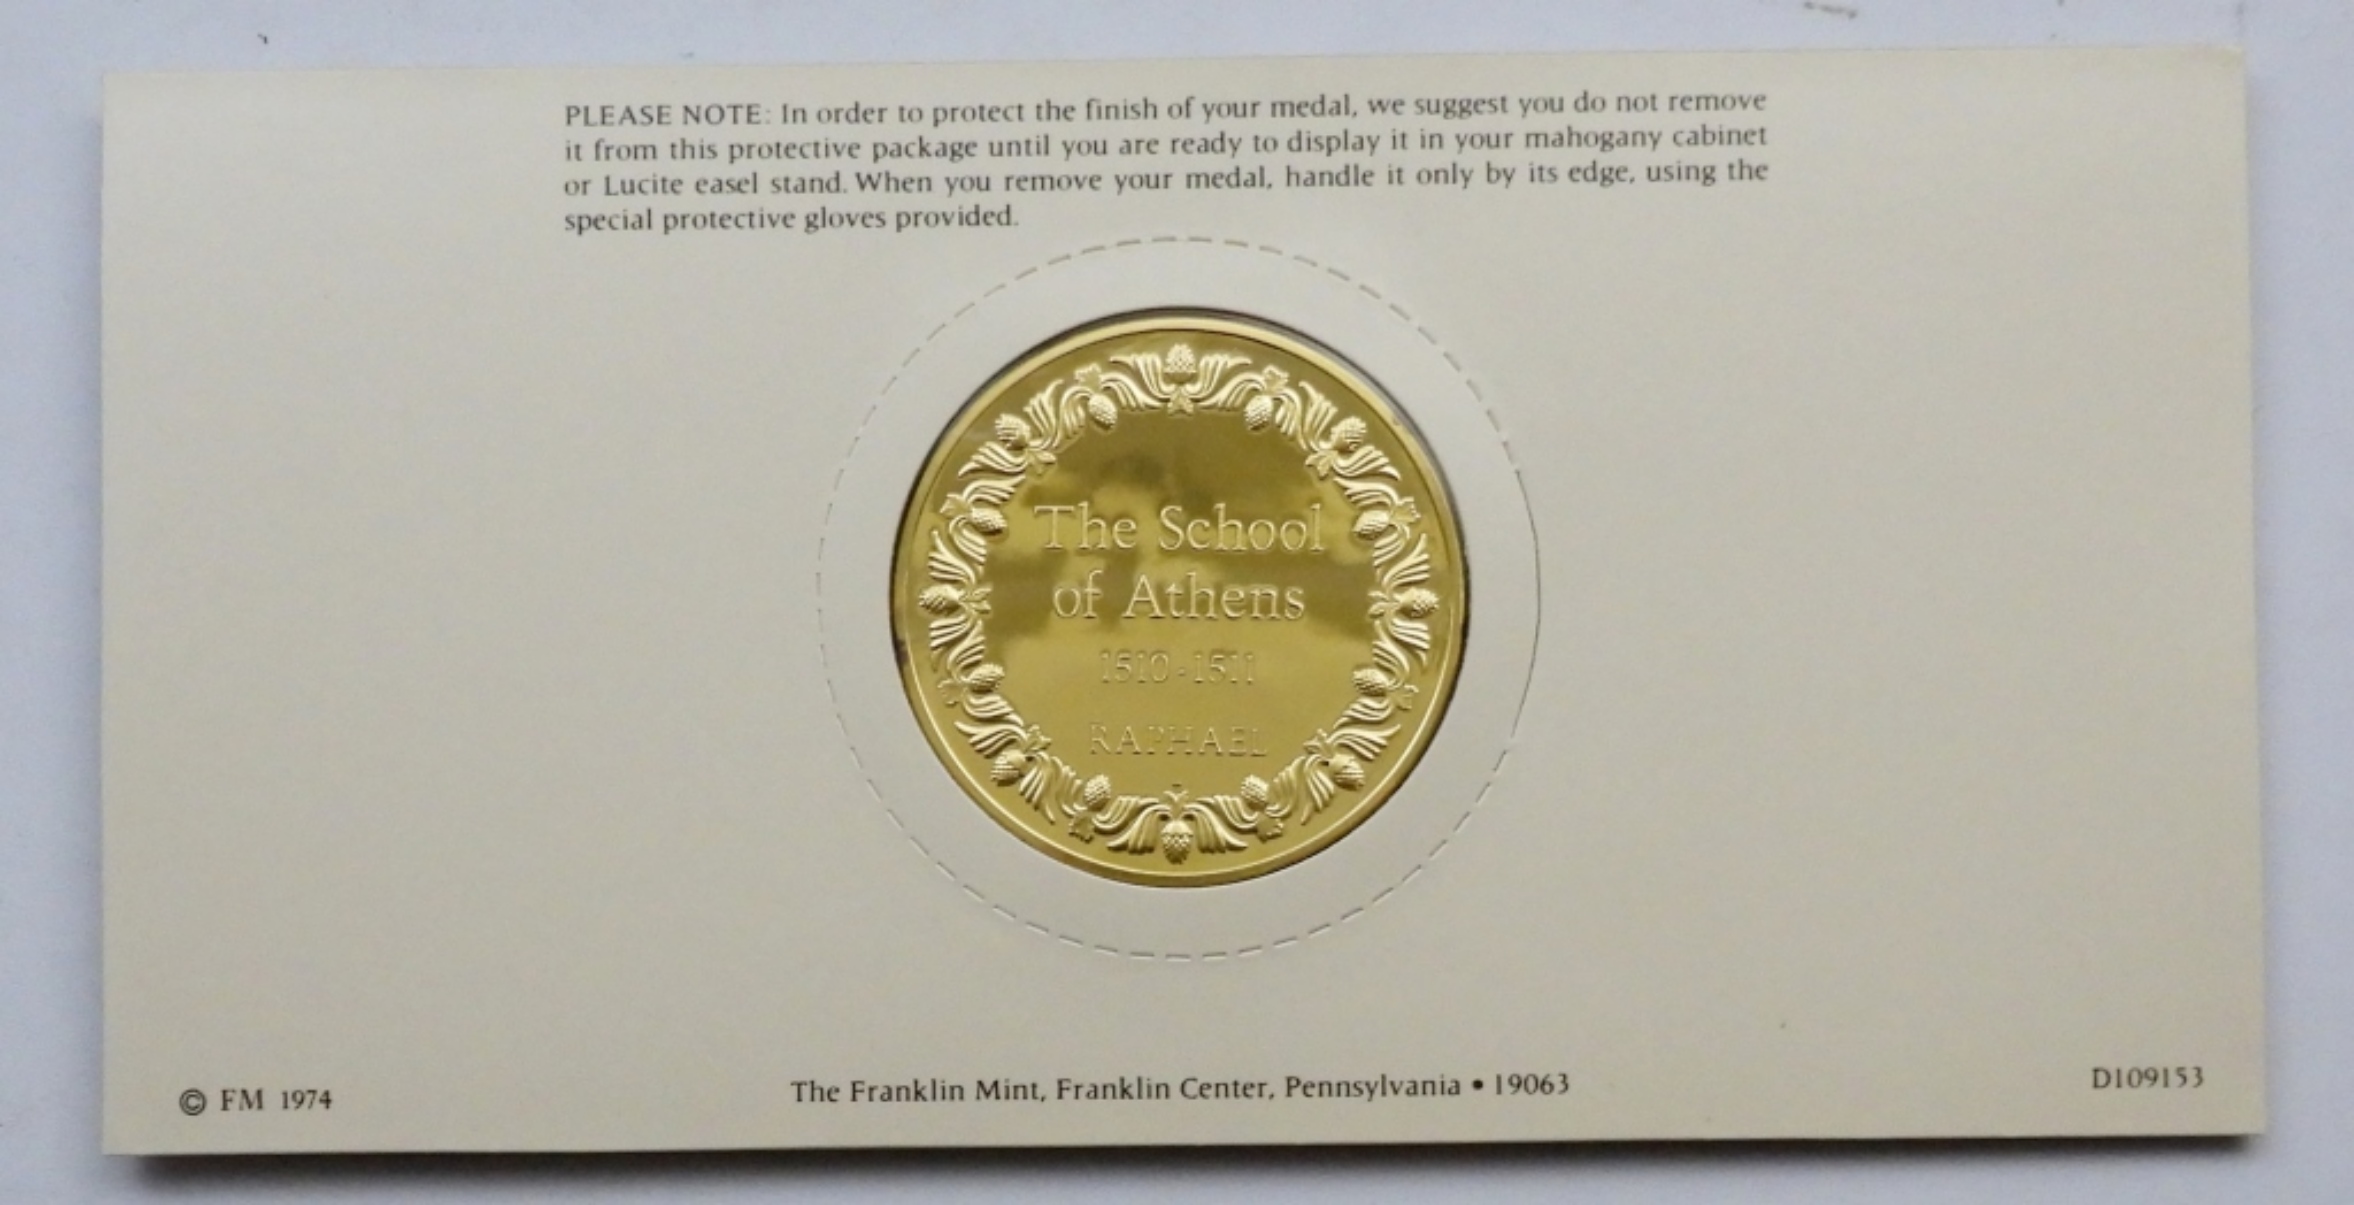 PLEASE NOTE: In order to protect the finish of your medal, we suggest you do not remove
it from this protective package until you are ready to display it in your mahogany cabinet
or Lucite easel stand. When you remove your medal, handle it only by its edge, using the
special protective gloves provided.
The School
of Athens
1510-1511
RAPHAEL
© FM 1974
The Franklin Mint, Franklin Center, Pennsylvania • 19063
D109153